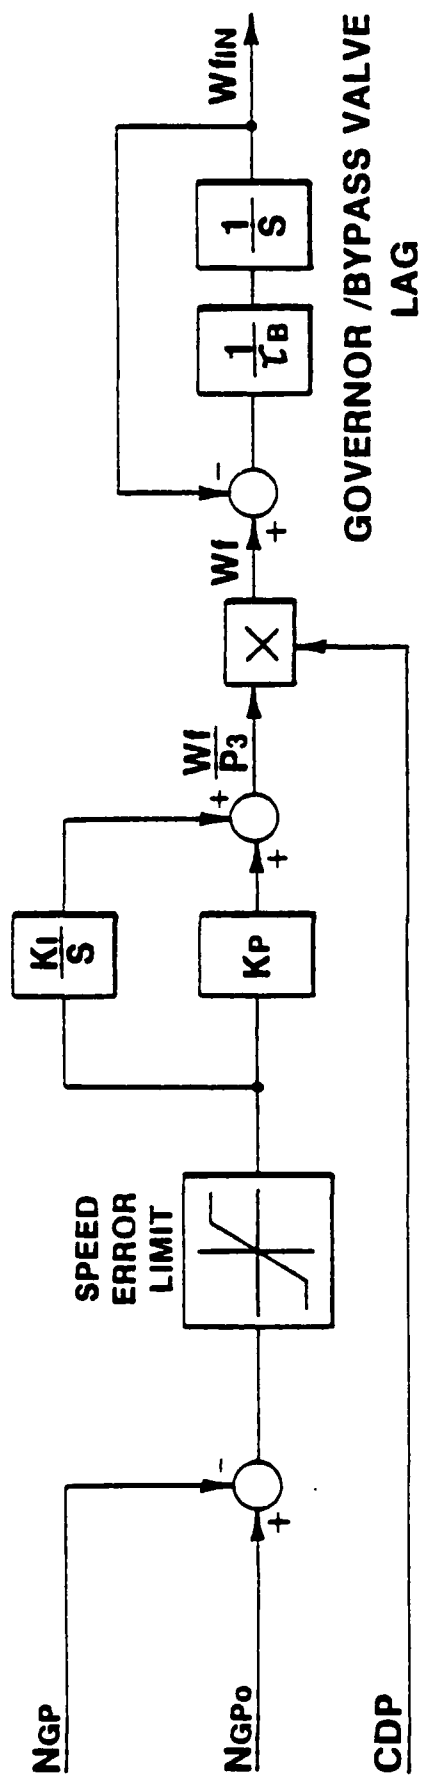 NGP
NGPo
CDP
-
+
SPEED
ERROR
LIMIT
KI
S
KP
+
+
Wf
P3
X
Wf
+
-
1
τB
1
S
WfIN
GOVERNOR /BYPASS VALVE
LAG